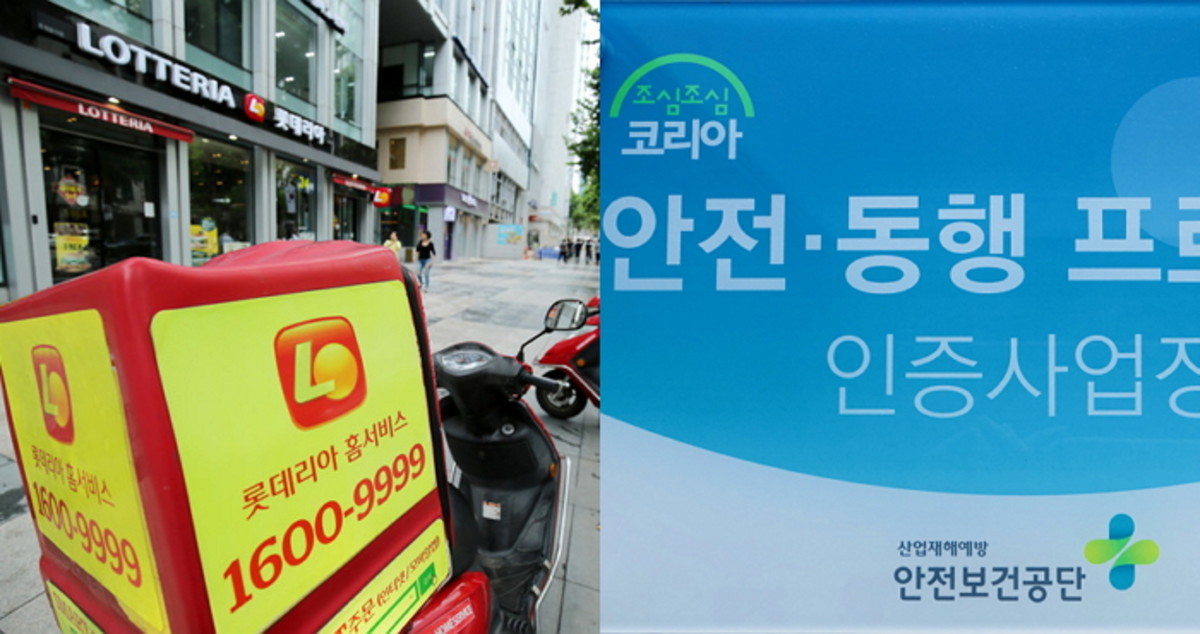 LOTTERIA 롯데리아
LOTTERIA
롯데리아 홈서비스
1600-9999
롯데리아 홈서비스
1600-9999
HOMESERVICE
조심조심
코리아
안전·동행 프
인증사업장
산업재해예방
안전보건공단